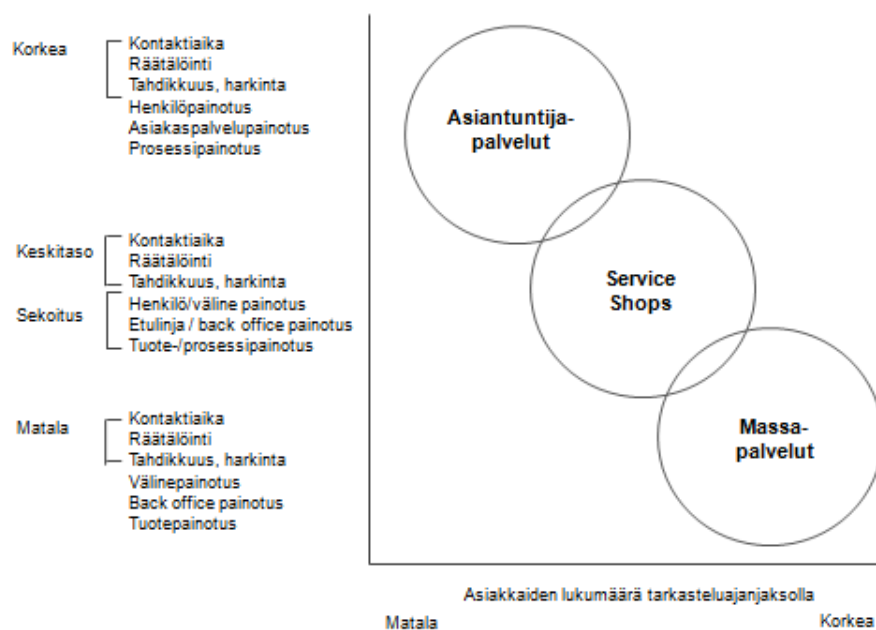 Korkea
Kontaktiaika
Räätälöinti
Tahdikkuus, harkinta
Henkilöpainotus
Asiakaspalvelupainotus
Prosessipainotus
Keskitaso
Kontaktiaika
Räätälöinti
Tahdikkuus, harkinta
Sekoitus
Henkilö/väline painotus
Etulinja / back office painotus
Tuote-/prosessipainotus
Matala
Kontaktiaika
Räätälöinti
Tahdikkuus, harkinta
Välinepainotus
Back office painotus
Tuotepainotus
Asiantuntija-
palvelut
Service
Shops
Massa-
palvelut
Asiakkaiden lukumäärä tarkasteluajanjaksolla
Matala
Korkea